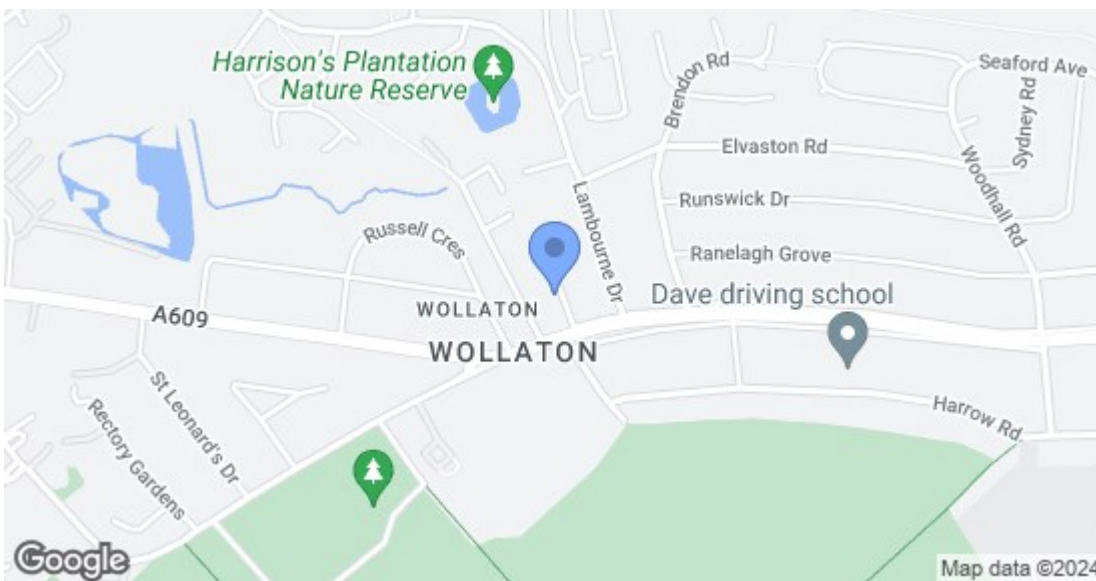 Harrison's Plantation
Nature Reserve
Brendon Rd
Seaford Ave
Sydney Rd
Elvaston Rd
Woodhall Rd
Lambourne Dr
Runswick Dr
Russell Cres
Ranelagh Grove
WOLLATON
Dave driving school
A609
WOLLATON
St Leonard's Dr
Rectory Gardens
Harrow Rd
Google
Map data ©2024